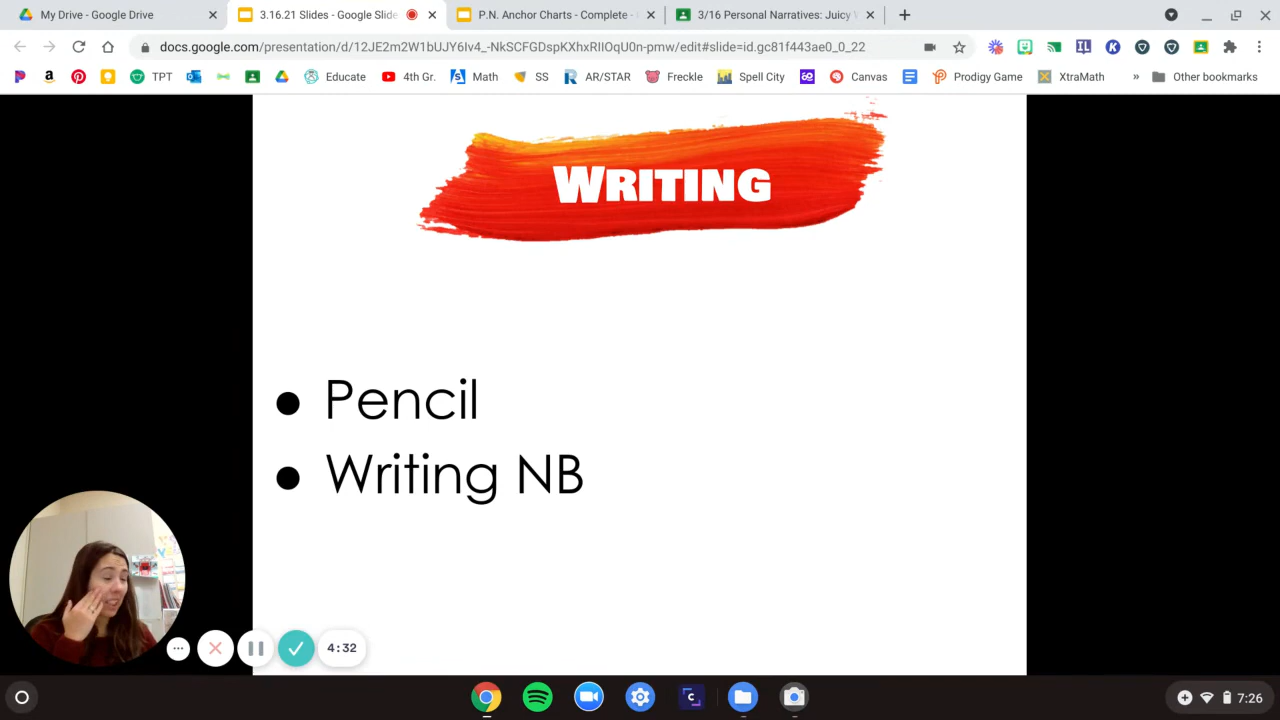 My Drive - Google Drive
3.16.21 Slides - Google Slide
P.N. Anchor Charts - Complete -
3/16 Personal Narratives: Juicy W
docs.google.com/presentation/d/12JE2m2W1bUJY6Iv4_-NkSCFGDspKXhxRIIOqU0n-pmw/edit#slide=id.gc81f443ae0_0_22
TPT
Educate
4th Gr.
Math
SS
AR/STAR
Freckle
Spell City
Canvas
Prodigy Game
XtraMath
»
Other bookmarks
WRITING
● Pencil
● Writing NB
4:32
7:26